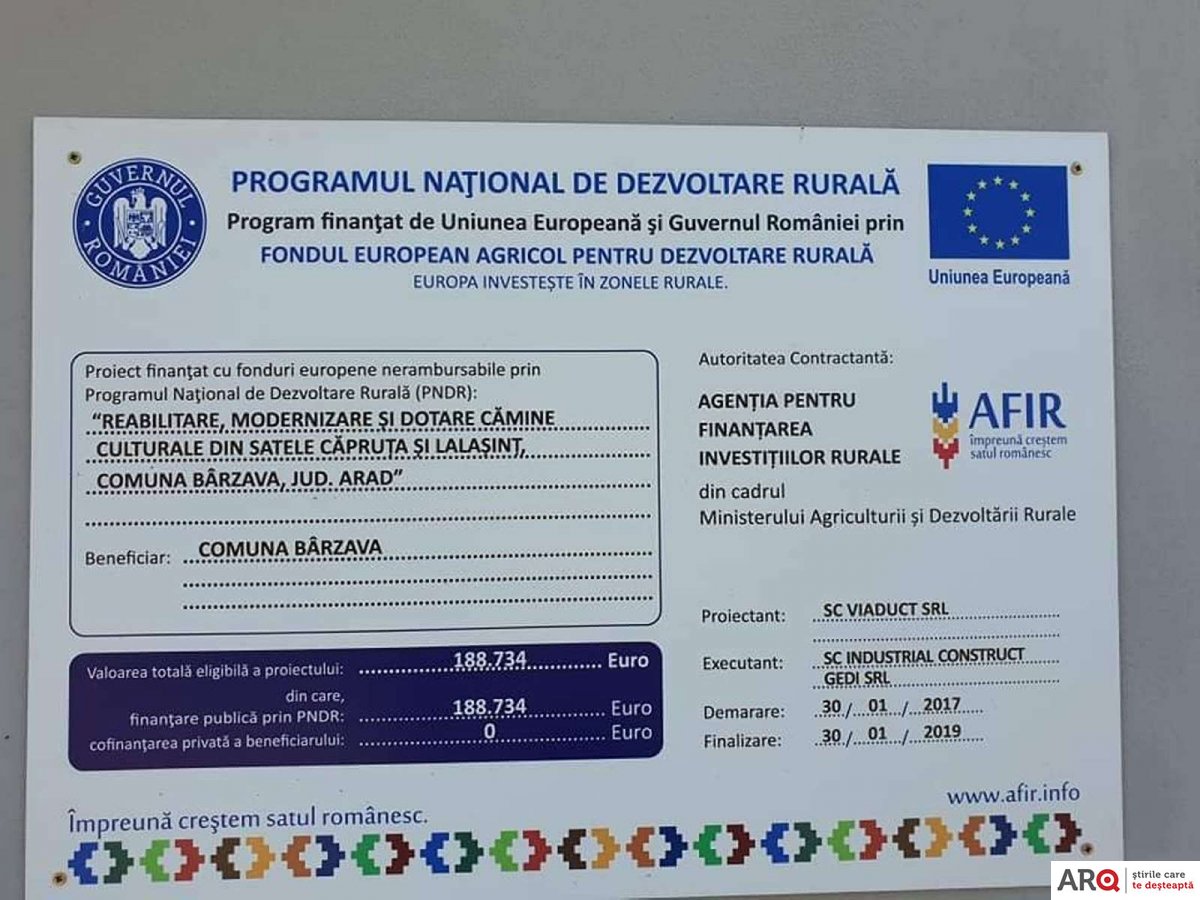 GUVERNUL ROMÂNIEI
PROGRAMUL NAŢIONAL DE DEZVOLTARE RURALĂ
Program finanţat de Uniunea Europeană şi Guvernul României prin
FONDUL EUROPEAN AGRICOL PENTRU DEZVOLTARE RURALĂ
EUROPA INVESTEŞTE ÎN ZONELE RURALE.
Uniunea Europeană
Proiect finanţat cu fonduri europene nerambursabile prin
Programul Naţional de Dezvoltare Rurală (PNDR):
“REABILITARE, MODERNIZARE ŞI DOTARE CĂMINE
CULTURALE DIN SATELE CĂPRUŢA ŞI LALAŞINŢ,
COMUNA BÂRZAVA, JUD. ARAD”
Beneficiar: COMUNA BÂRZAVA
Valoarea totală eligibilă a proiectului: 188.734 Euro
din care,
finanţare publică prin PNDR: 188.734 Euro
cofinanţarea privată a beneficiarului: 0 Euro
Autoritatea Contractantă:
AGENŢIA PENTRU
FINANŢAREA
INVESTIŢIILOR RURALE
AFIR
împreună creştem
satul românesc
din cadrul
Ministerului Agriculturii şi Dezvoltării Rurale
Proiectant: SC VIADUCT SRL
Executant: SC INDUSTRIAL CONSTRUCT
GEDI SRL
Demarare: 30 / 01 / 2017
Finalizare: 30 / 01 / 2019
www.afir.info
Împreună creştem satul românesc.
ARQ ştirile care
te deşteaptă